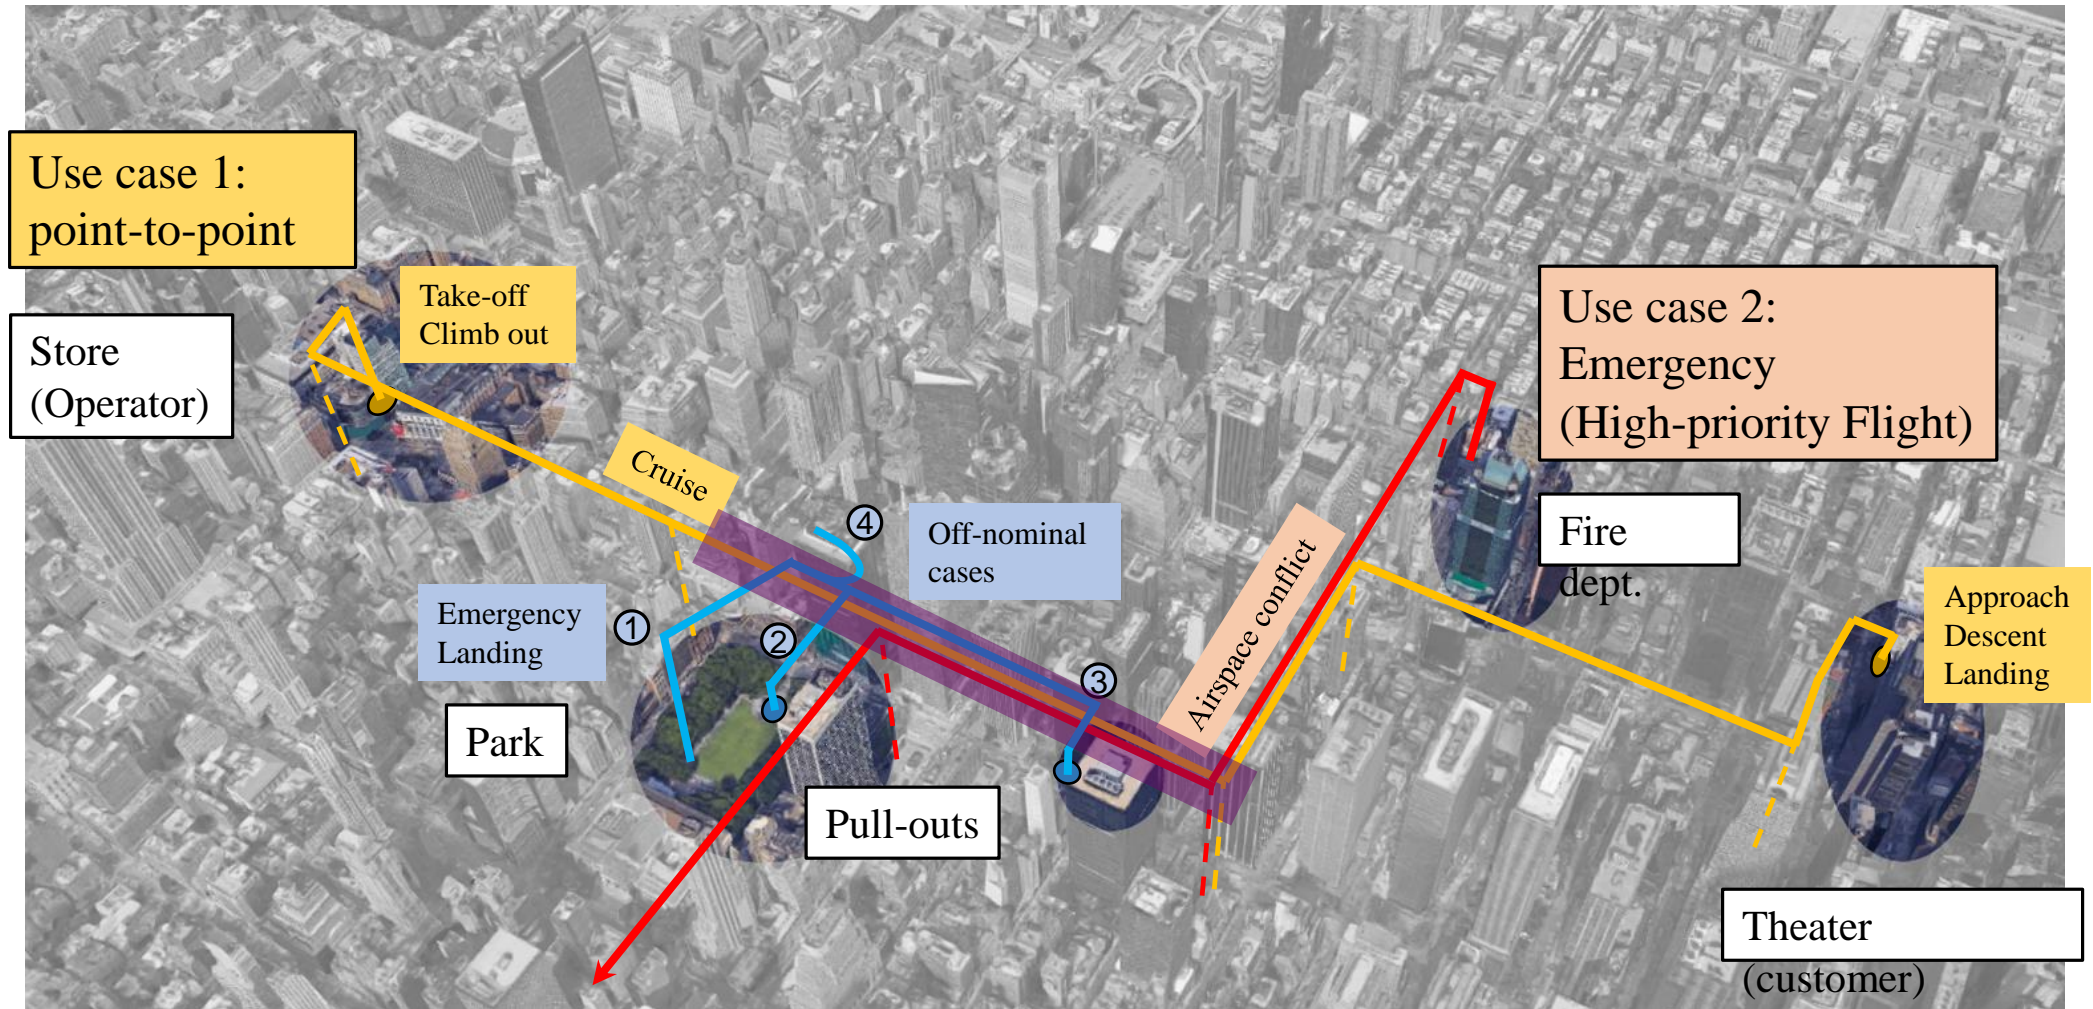 Use case 1:
point-to-point
Store
(Operator)
Take-off
Climb out
Cruise
4
Off-nominal
cases
Emergency
Landing
1
2
3
Park
Pull-outs
Airspace conflict
Use case 2:
Emergency
(High-priority Flight)
Fire
dept.
Approach
Descent
Landing
Theater
(customer)